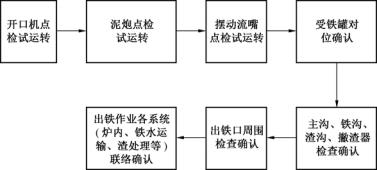 开口机点
检试运转
泥炮点检
试运转
摆动流嘴
点检试运转
受铁罐对
位确认
主沟、铁沟、
渣沟、撇渣器
检查确认
出铁口周围
检查确认
出铁作业各系统
(炉内、铁水运
输、渣处理等)
联络确认